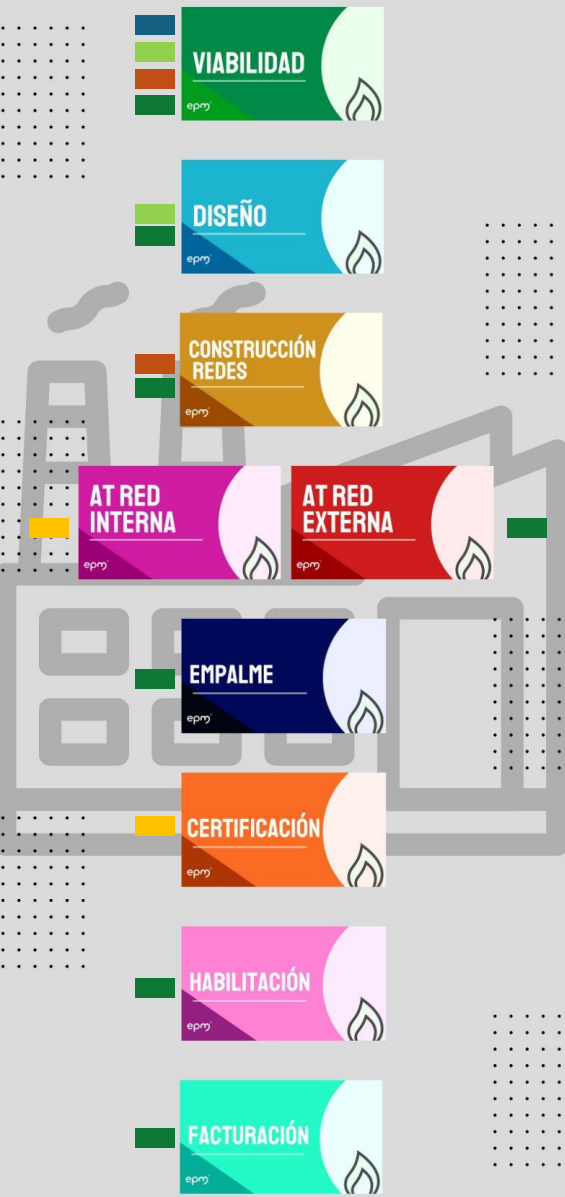 VIABILIDAD
epm®
DISEÑO
epm®
CONSTRUCCIÓN
REDES
epm®
AT RED
INTERNA
epm®
AT RED
EXTERNA
epm®
EMPALME
epm®
CERTIFICACIÓN
epm®
HABILITACIÓN
epm®
FACTURACIÓN
epm®